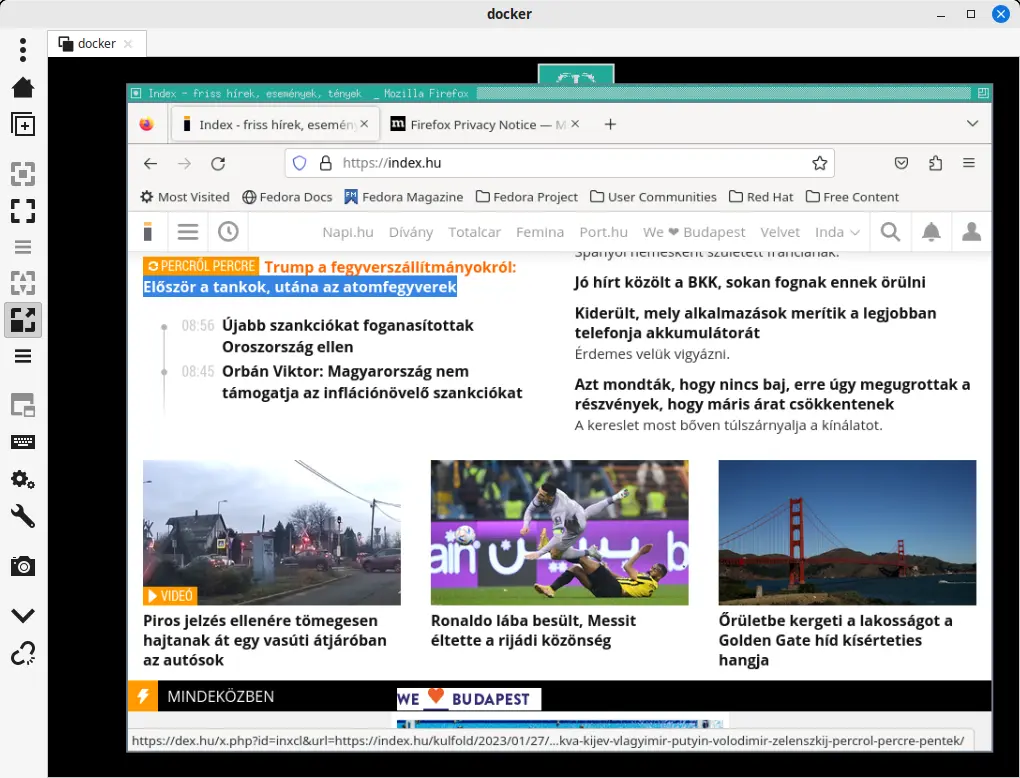 docker
docker
Index - friss hírek, események, tények _ Mozilla Firefox
Index - friss hírek, esemény
m Firefox Privacy Notice — M
https://index.hu
Most Visited Fedora Docs FM Fedora Magazine Fedora Project User Communities Red Hat Free Content
i Napi.hu Dívány Totalcar Femina Port.hu We ❤ Budapest Velvet Inda
PERCRŐL PERCRE Trump a fegyverszállítmányokról:
Először a tankok, utána az atomfegyverek
08:56 Újabb szankciókat foganasítottak
Oroszország ellen
08:45 Orbán Viktor: Magyarország nem
támogatja az inflációnövelő szankciókat
Spanyol nemesként született franciának.
Jó hírt közölt a BKK, sokan fognak ennek örülni
Kiderült, mely alkalmazások merítik a legjobban
telefonja akkumulátorát
Érdemes velük vigyázni.
Azt mondták, hogy nincs baj, erre úgy megugrottak a
részvények, hogy máris árat csökkentenek
A kereslet most bőven túlszárnyalja a kínálatot.
VIDEÓ
Piros jelzés ellenére tömegesen
hajtanak át egy vasúti átjáróban
az autósok
Ronaldo lába besült, Messit
éltette a rijádi közönség
Őrületbe kergeti a lakosságot a
Golden Gate híd kísérteties
hangja
MINDEKÖZBEN
WE ❤ BUDAPEST
https://dex.hu/x.php?id=inxcl&url=https://index.hu/kulfold/2023/01/27/...kva-kijev-vlagyimir-putyin-volodimir-zelenszkij-percrol-percre-pentek/